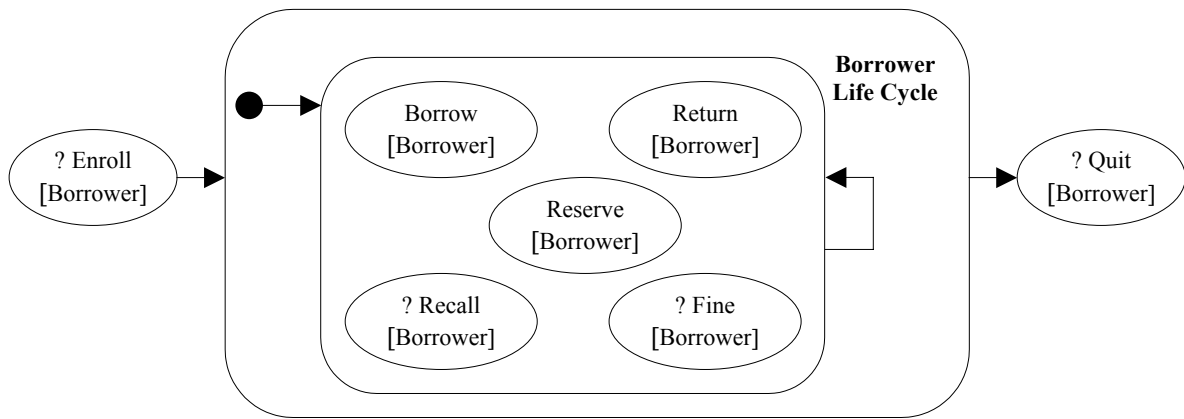 Borrower
Life Cycle
? Enroll
[Borrower]
Borrow
[Borrower]
Return
[Borrower]
Reserve
[Borrower]
? Recall
[Borrower]
? Fine
[Borrower]
? Quit
[Borrower]